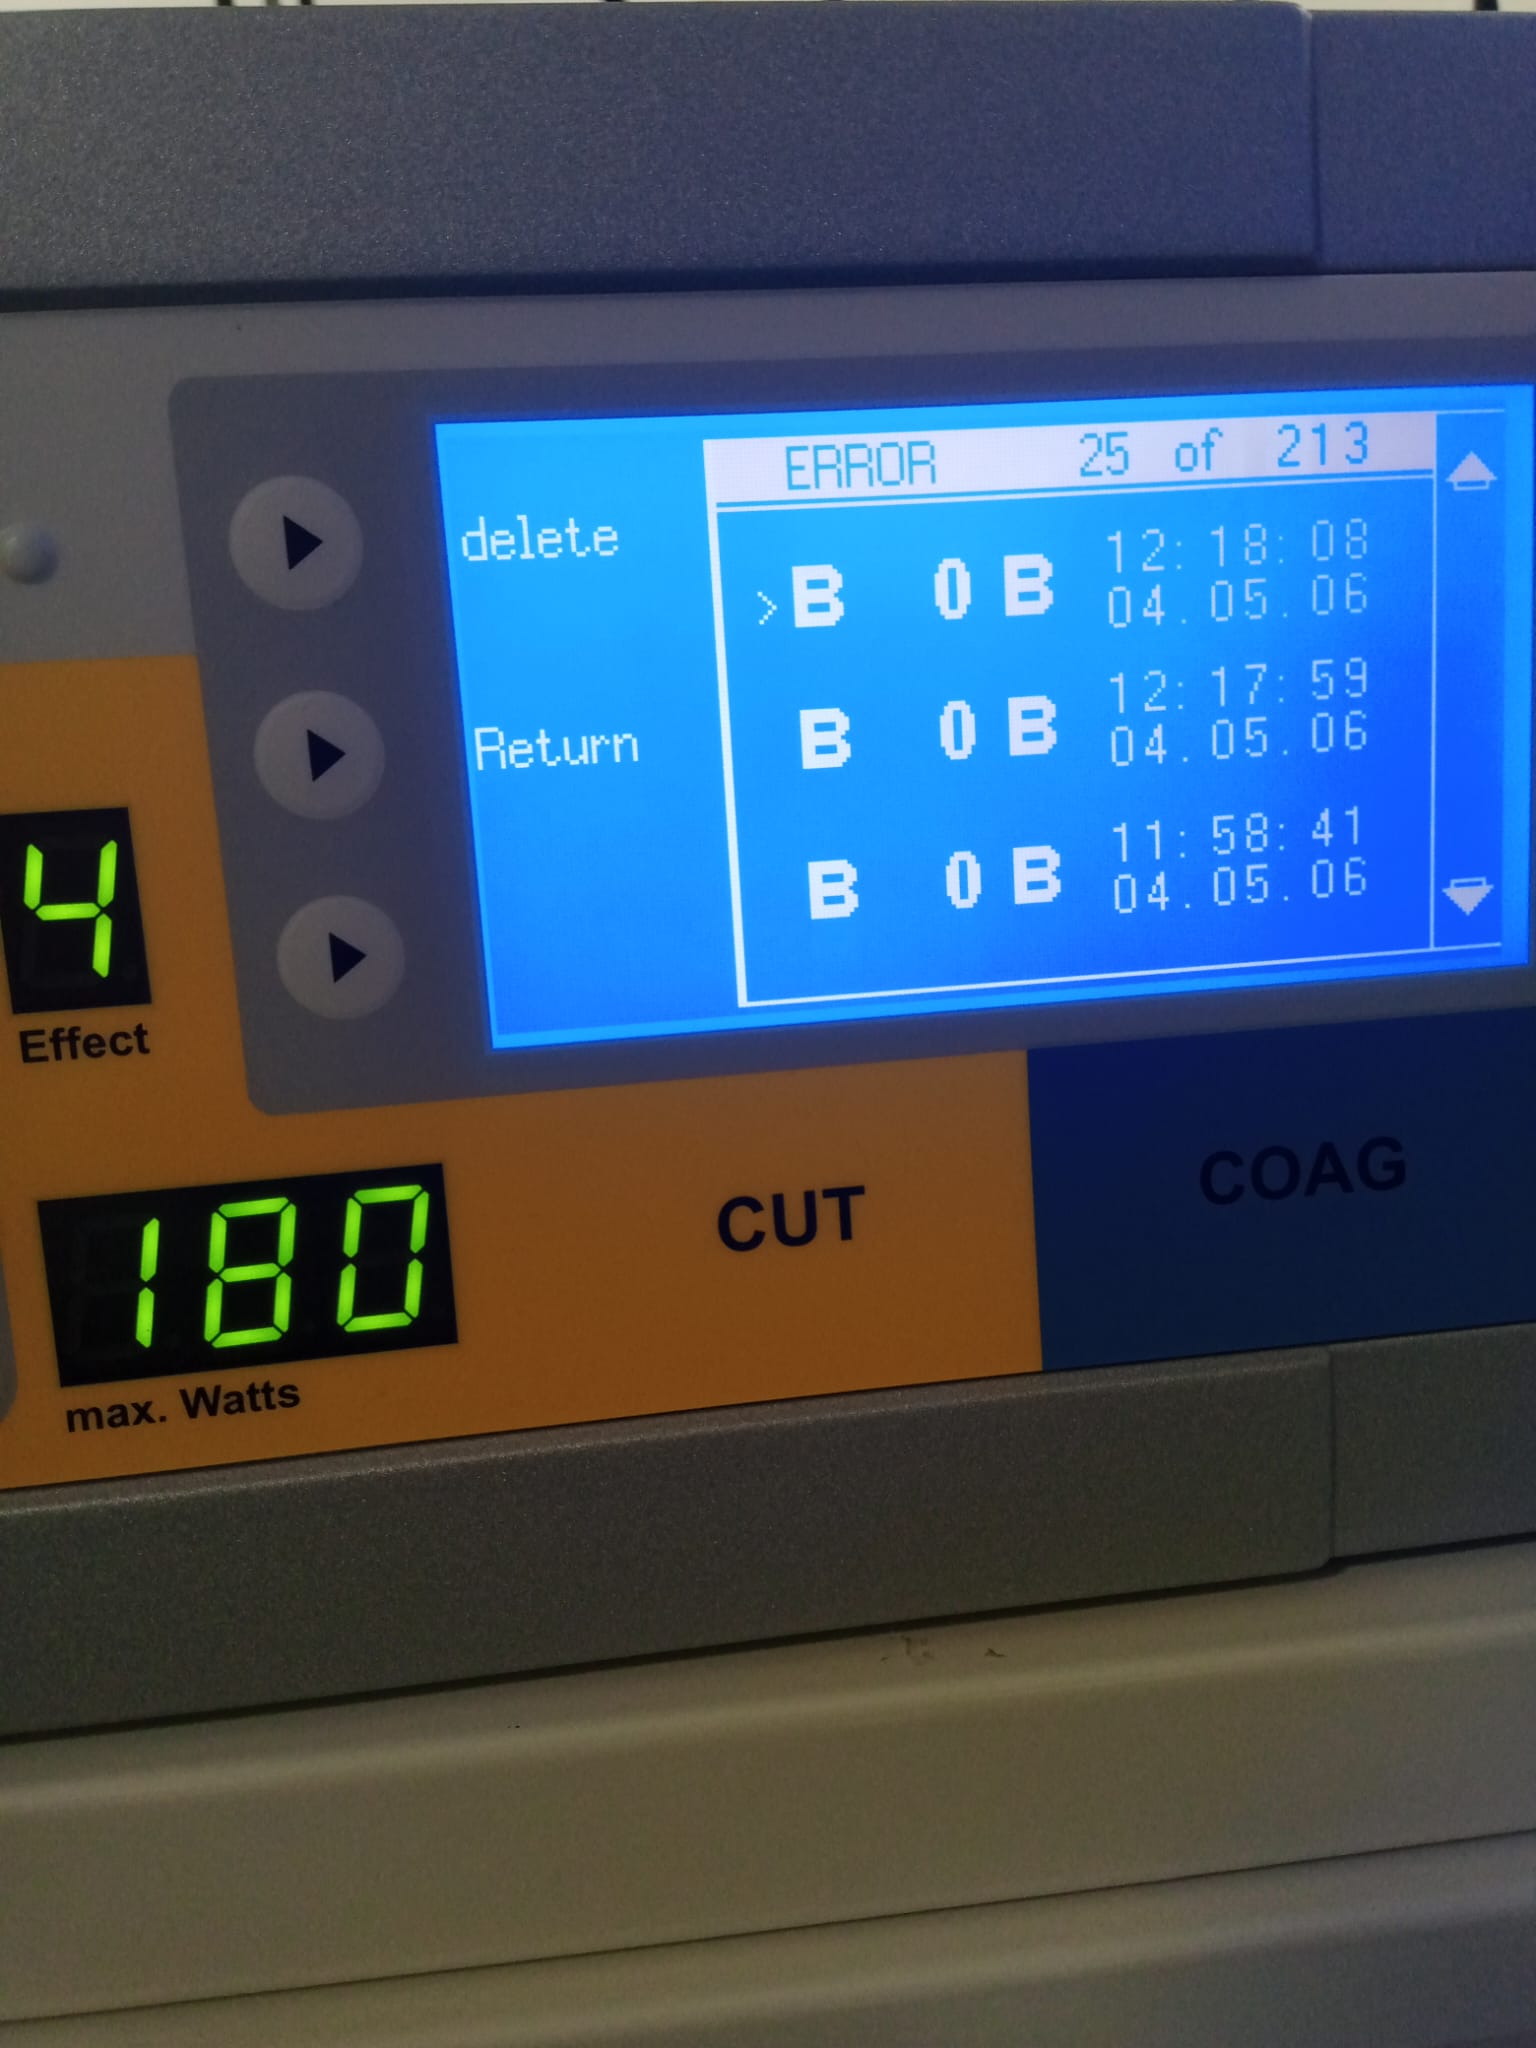 ERROR 25 of 213
delete
>B 0B 12:18:08
04.05.06
Return
B 0B 12:17:59
04.05.06
B 0B 11:58:41
04.05.06
4
Effect
180
max. Watts
CUT
COAG